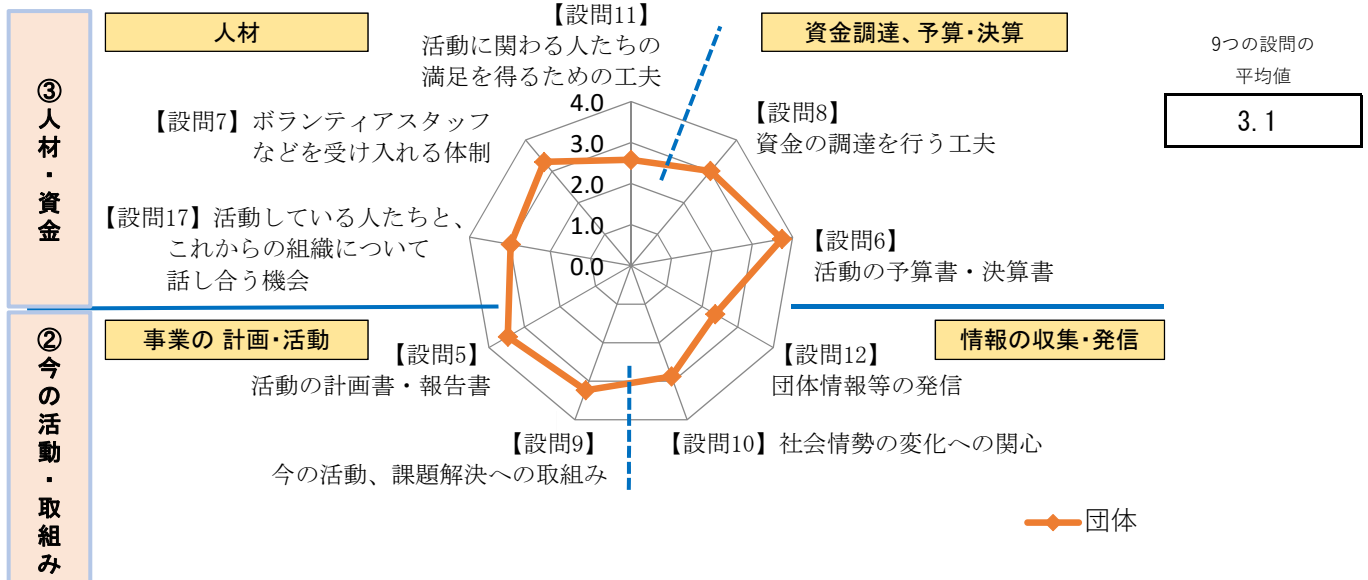 ③人材・資金
人材
【設問11】
活動に関わる人たちの
満足を得るための工夫
資金調達、予算・決算
9つの設問の
平均値
3.1
【設問7】ボランティアスタッフ
などを受け入れる体制
【設問8】
資金の調達を行う工夫
【設問17】活動している人たちと、
これからの組織について
話し合う機会
【設問6】
活動の予算書・決算書
4.0
3.0
2.0
1.0
0.0
②今の活動・取組み
事業の 計画・活動
情報の収集・発信
【設問5】
活動の計画書・報告書
【設問12】
団体情報等の発信
【設問9】
今の活動、課題解決への取組み
【設問10】社会情勢の変化への関心
団体